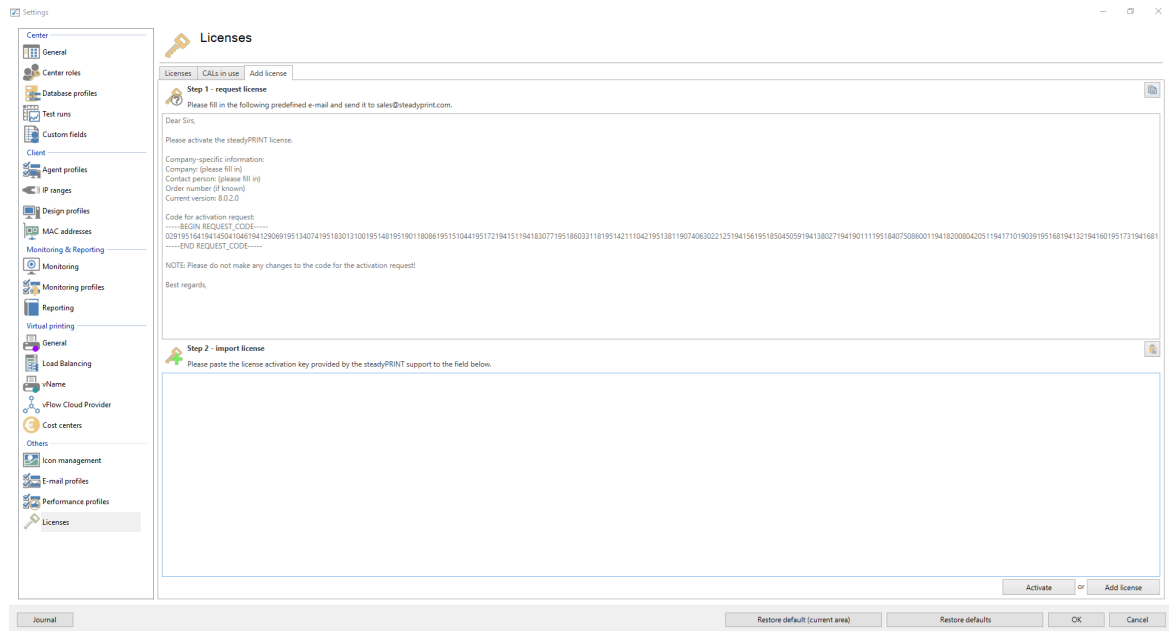 Settings
Center
General
Center roles
Database profiles
Test runs
Custom fields
Client
Agent profiles
IP ranges
Design profiles
MAC addresses
Monitoring & Reporting
Monitoring
Monitoring profiles
Reporting
Virtual printing
General
Load Balancing
vName
vFlow Cloud Provider
Cost centers
Others
Icon management
E-mail profiles
Performance profiles
Licenses
Licenses
Licenses CALs in use Add license
Step 1 - request license
Please fill in the following predefined e-mail and send it to sales@steadyprint.com.
Dear Sirs,
Please activate the steadyPRINT license.
Company-specific information:
Company: (please fill in)
Contact person: (please fill in)
Order number (if known)
Current version: 8.0.2.0
Code for activation request:
-----BEGIN REQUEST_CODE-----
-----END REQUEST_CODE-----
NOTE: Please do not make any changes to the code for the activation request!
Best regards,
Step 2 - import license
Please paste the license activation key provided by the steadyPRINT support to the field below.
Activate or Add license
Journal Restore default (current area) Restore defaults OK Cancel